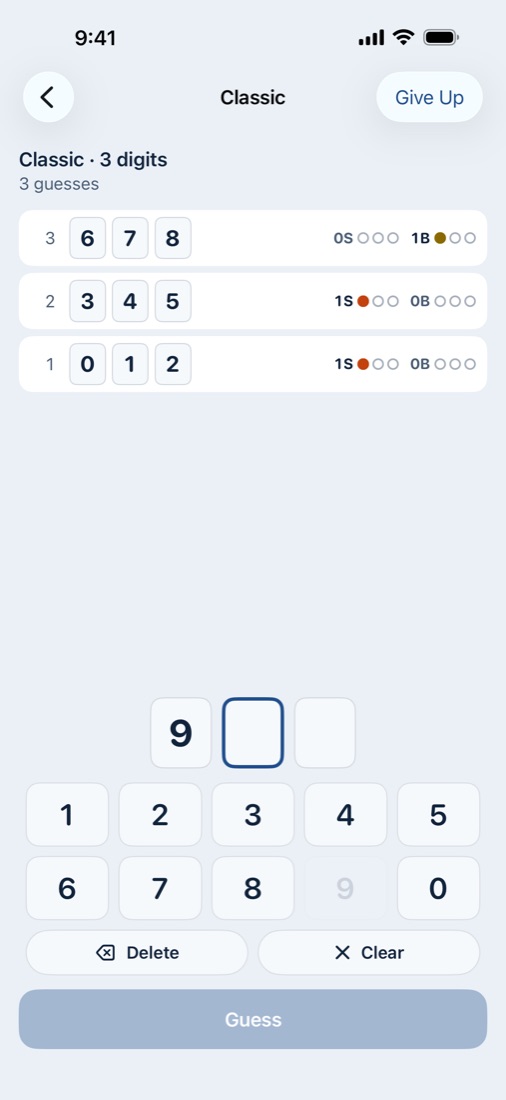 9:41
Classic
Give Up
Classic · 3 digits
3 guesses
3 6 7 8 0S 1B
2 3 4 5 1S 0B
1 0 1 2 1S 0B
9
1 2 3 4 5
6 7 8 9 0
Delete Clear
Guess